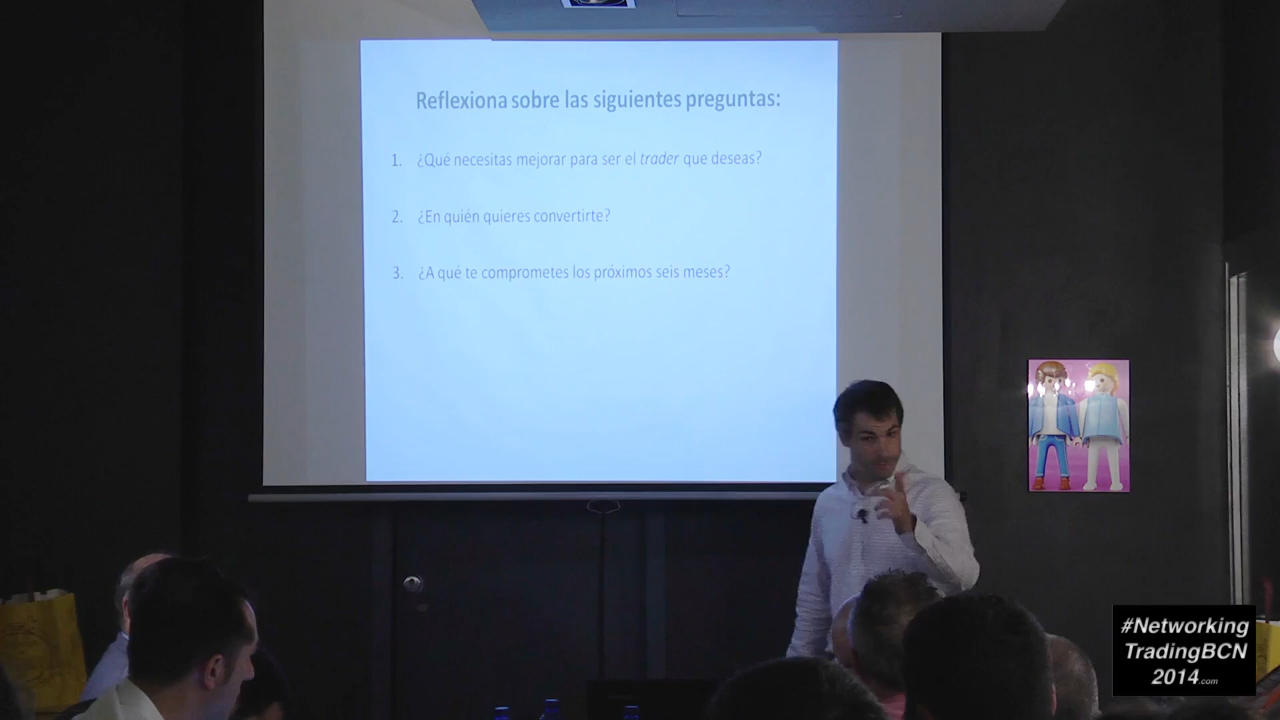 Reflexiona sobre las siguientes preguntas:
1. ¿Qué necesitas mejorar para ser el trader que deseas?
2. ¿En quién quieres convertirte?
3. ¿A qué te comprometes los próximos seis meses?
#Networking
TradingBCN
2014.com